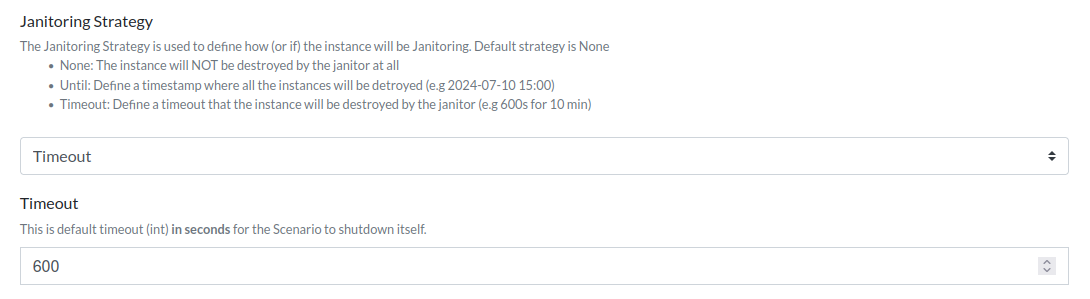 Janitoring Strategy
The Janitoring Strategy is used to define how (or if) the instance will be Janitoring. Default strategy is None
• None: The instance will NOT be destroyed by the janitor at all
• Until: Define a timestamp where all the instances will be detroyed (e.g 2024-07-10 15:00)
• Timeout: Define a timeout that the instance will be destroyed by the janitor (e.g 600s for 10 min)
Timeout
Timeout
This is default timeout (int) in seconds for the Scenario to shutdown itself.
600